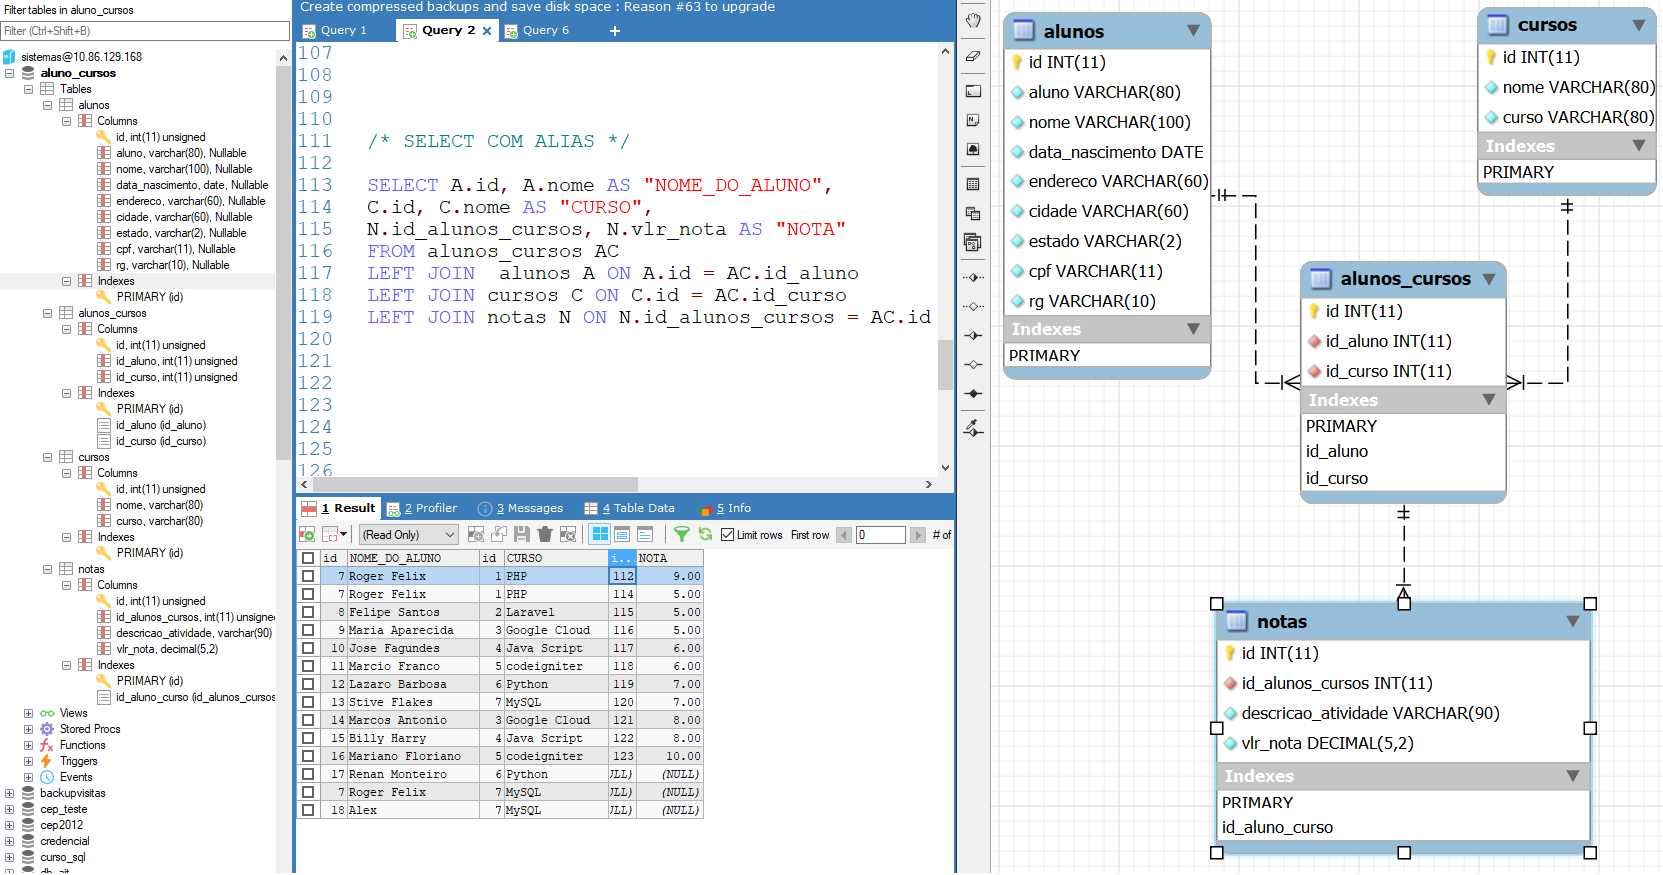 Filter tables in aluno_cursos
Filter (Ctrl+Shift+B)
sistemas@10.86.129.168
aluno_cursos
Tables
alunos
Columns
id, int(11) unsigned
aluno, varchar(80), Nullable
nome, varchar(100), Nullable
data_nascimento, date, Nullable
endereco, varchar(60), Nullable
cidade, varchar(60), Nullable
estado, varchar(2), Nullable
cpf, varchar(11), Nullable
rg, varchar(10), Nullable
Indexes
PRIMARY (id)
alunos_cursos
Columns
id, int(11) unsigned
id_aluno, int(11) unsigned
id_curso, int(11) unsigned
Indexes
PRIMARY (id)
id_aluno (id_aluno)
id_curso (id_curso)
cursos
Columns
id, int(11) unsigned
nome, varchar(80)
curso, varchar(80)
Indexes
PRIMARY (id)
notas
Columns
id, int(11) unsigned
id_alunos_cursos, int(11) unsigne
descricao_atividade, varchar(90)
vlr_nota, decimal(5,2)
Indexes
PRIMARY (id)
id_aluno_curso (id_alunos_cursos
Views
Stored Procs
Functions
Triggers
Events
backupvisitas
cep_teste
cep2012
credencial
curso_sql
Create compressed backups and save disk space : Reason #63 to upgrade
Query 1
Query 2
Query 6
107
108
109
110
111 /* SELECT COM ALIAS */
112
113 SELECT A.id, A.nome AS "NOME_DO_ALUNO",
114 C.id, C.nome AS "CURSO",
115 N.id_alunos_cursos, N.vlr_nota AS "NOTA"
116 FROM alunos_cursos AC
117 LEFT JOIN  alunos A ON A.id = AC.id_aluno
118 LEFT JOIN cursos C ON C.id = AC.id_curso
119 LEFT JOIN notas N ON N.id_alunos_cursos = AC.id
120
121
122
123
124
125
126
1 Result 2 Profiler 3 Messages 4 Table Data 5 Info
(Read Only) Limit rows First row 0 # of
id NOME_DO_ALUNO id CURSO i.. NOTA
7 Roger Felix 1 PHP 112 9.00
7 Roger Felix 1 PHP 114 5.00
8 Felipe Santos 2 Laravel 115 5.00
9 Maria Aparecida 3 Google Cloud 116 5.00
10 Jose Fagundes 4 Java Script 117 6.00
11 Marcio Franco 5 codeigniter 118 6.00
12 Lazaro Barbosa 6 Python 119 7.00
13 Stive Flakes 7 MySQL 120 7.00
14 Marcos Antonio 3 Google Cloud 121 8.00
15 Billy Harry 4 Java Script 122 8.00
16 Mariano Floriano 5 codeigniter 123 10.00
17 Renan Monteiro 6 Python JLL) (NULL)
7 Roger Felix 7 MySQL JLL) (NULL)
18 Alex 7 MySQL JLL) (NULL)
alunos
id INT(11)
aluno VARCHAR(80)
nome VARCHAR(100)
data_nascimento DATE
endereco VARCHAR(60)
cidade VARCHAR(60)
estado VARCHAR(2)
cpf VARCHAR(11)
rg VARCHAR(10)
Indexes
PRIMARY
cursos
id INT(11)
nome VARCHAR(80)
curso VARCHAR(80)
Indexes
PRIMARY
alunos_cursos
id INT(11)
id_aluno INT(11)
id_curso INT(11)
Indexes
PRIMARY
id_aluno
id_curso
notas
id INT(11)
id_alunos_cursos INT(11)
descricao_atividade VARCHAR(90)
vlr_nota DECIMAL(5,2)
Indexes
PRIMARY
id_aluno_curso